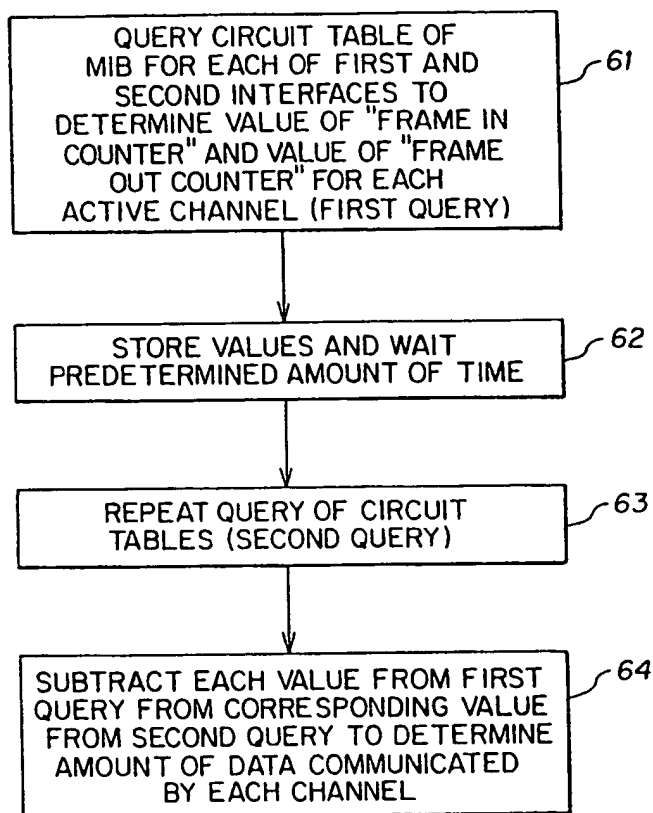 QUERY CIRCUIT TABLE OF
MIB FOR EACH OF FIRST AND
SECOND INTERFACES TO
DETERMINE VALUE OF "FRAME IN
COUNTER" AND VALUE OF "FRAME
OUT COUNTER" FOR EACH
ACTIVE CHANNEL (FIRST QUERY)
61
STORE VALUES AND WAIT
PREDETERMINED AMOUNT OF TIME
62
REPEAT QUERY OF CIRCUIT
TABLES (SECOND QUERY)
63
SUBTRACT EACH VALUE FROM FIRST
QUERY FROM CORRESPONDING VALUE
FROM SECOND QUERY TO DETERMINE
AMOUNT OF DATA COMMUNICATED
BY EACH CHANNEL
64